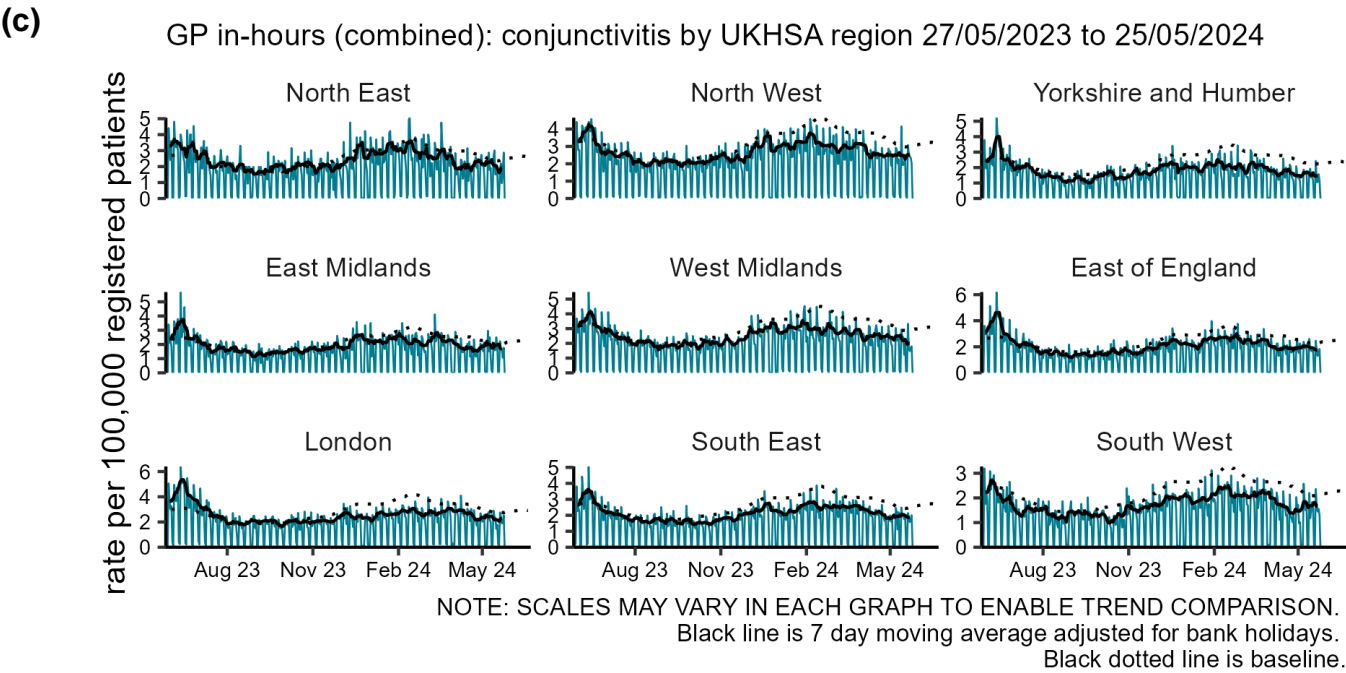 (c)
GP in-hours (combined): conjunctivitis by UKHSA region 27/05/2023 to 25/05/2024
rate per 100,000 registered patients
North East
5
4
3
2
1
0
North West
4
3
2
1
0
Yorkshire and Humber
5
4
3
2
1
0
East Midlands
5
4
3
2
1
0
West Midlands
5
4
3
2
1
0
East of England
6
4
2
0
London
6
4
2
0
Aug 23 Nov 23 Feb 24 May 24
South East
5
4
3
2
1
0
Aug 23 Nov 23 Feb 24 May 24
South West
3
2
1
0
Aug 23 Nov 23 Feb 24 May 24
NOTE: SCALES MAY VARY IN EACH GRAPH TO ENABLE TREND COMPARISON.
Black line is 7 day moving average adjusted for bank holidays.
Black dotted line is baseline.